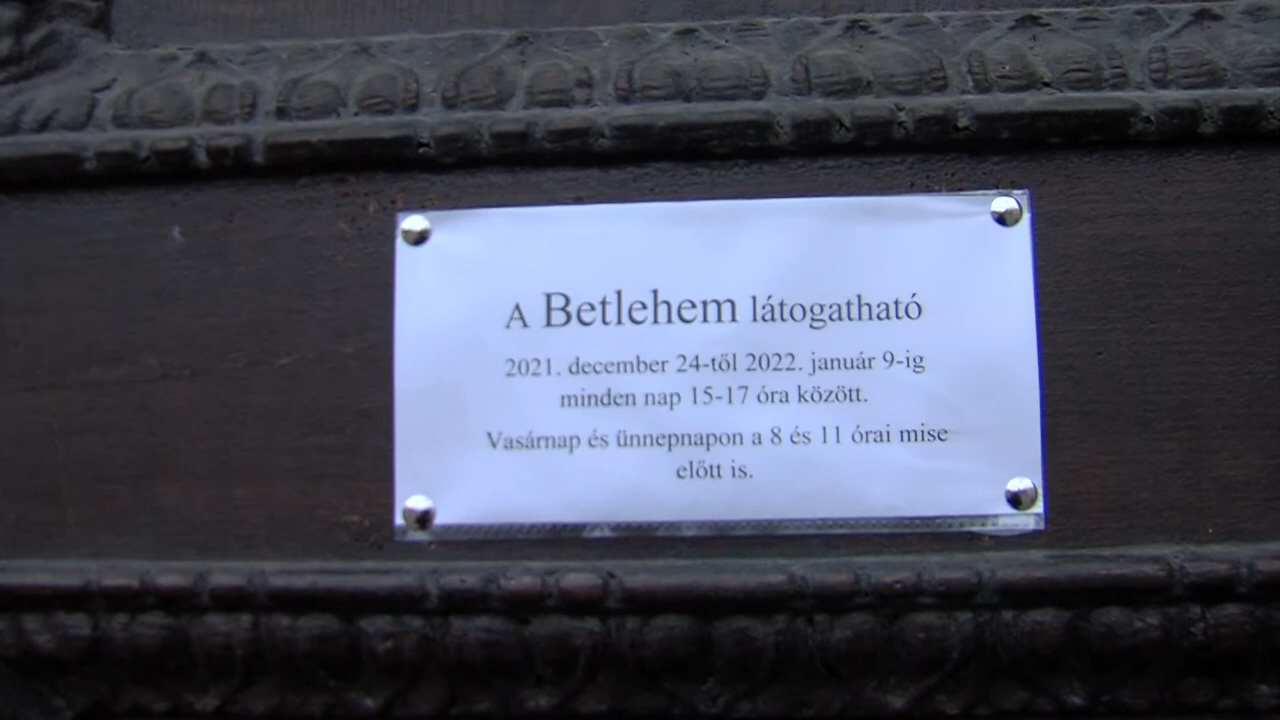 A Betlehem látogatható
2021. december 24-től 2022. január 9-ig
minden nap 15-17 óra között.
Vasárnap és ünnepnapon a 8 és 11 órai mise
előtt is.